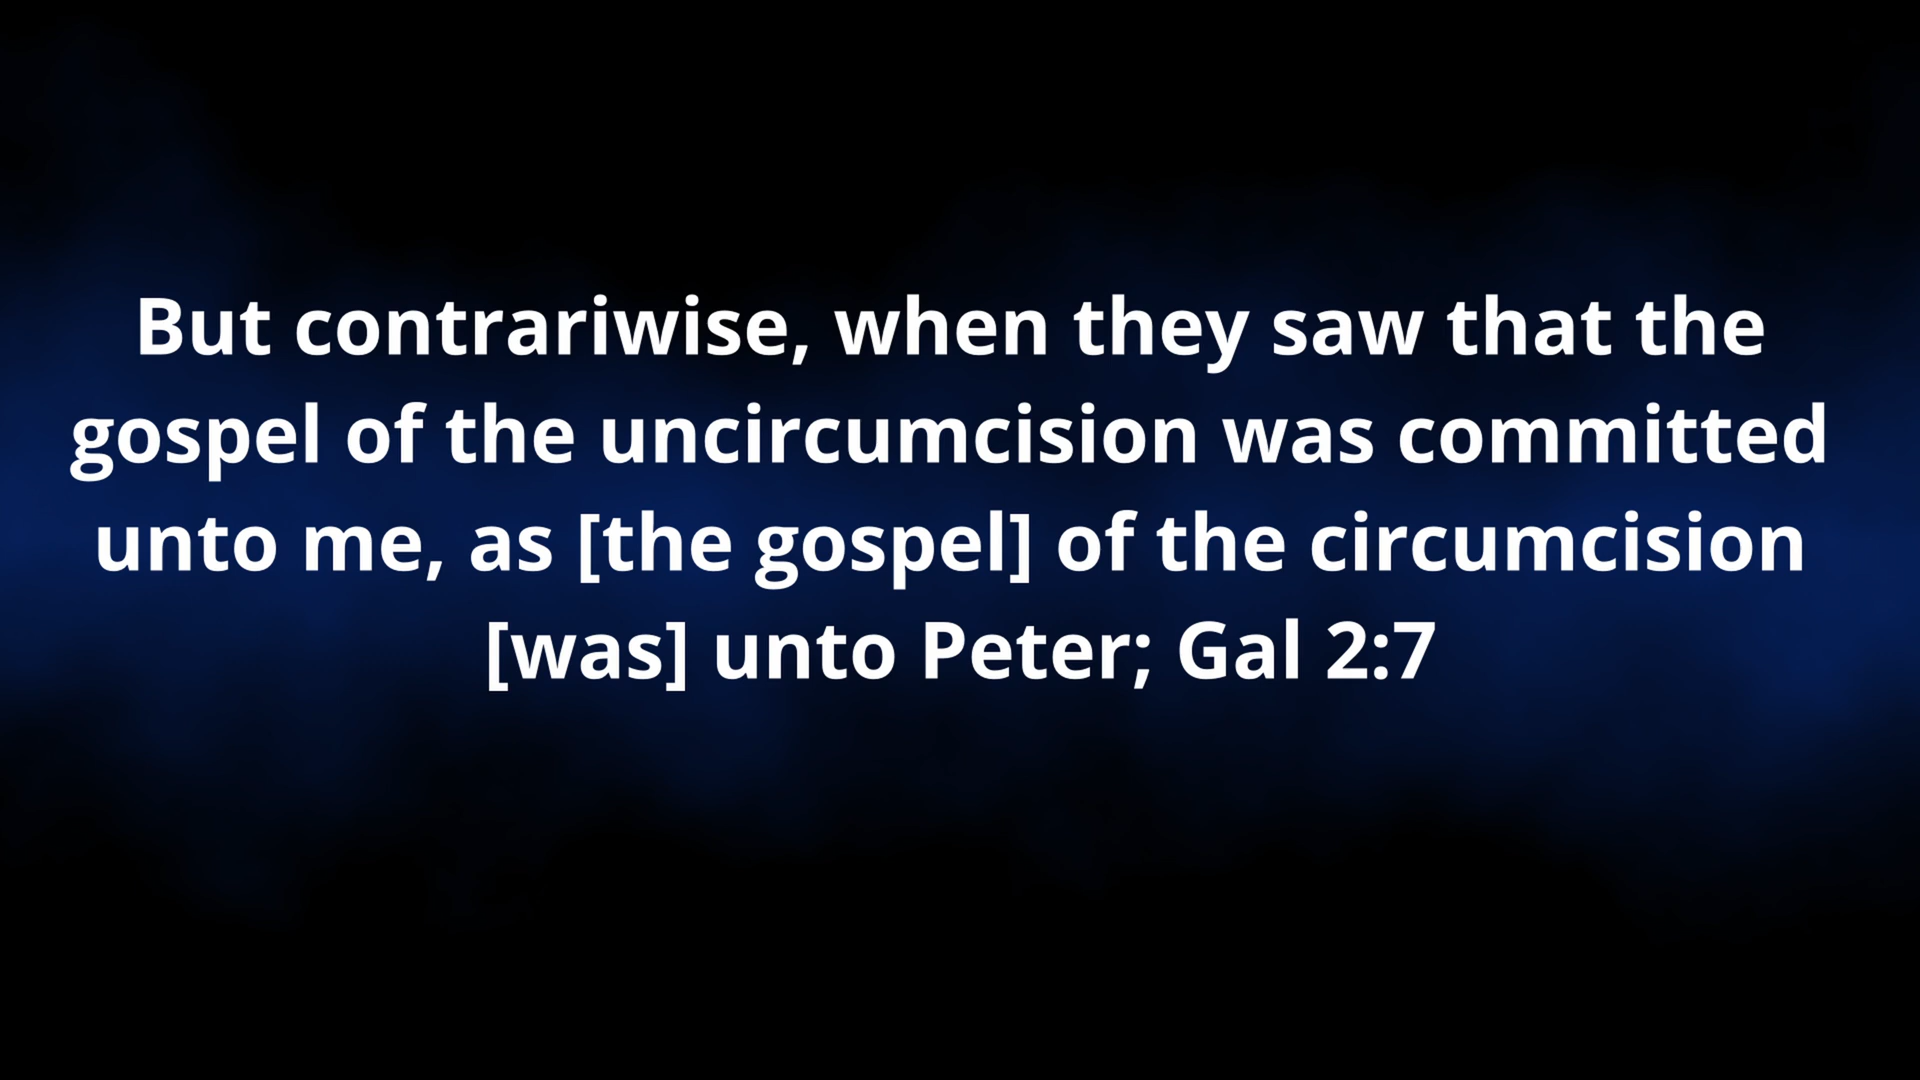 But contrariwise, when they saw that the
gospel of the uncircumcision was committed
unto me, as [the gospel] of the circumcision
[was] unto Peter; Gal 2:7